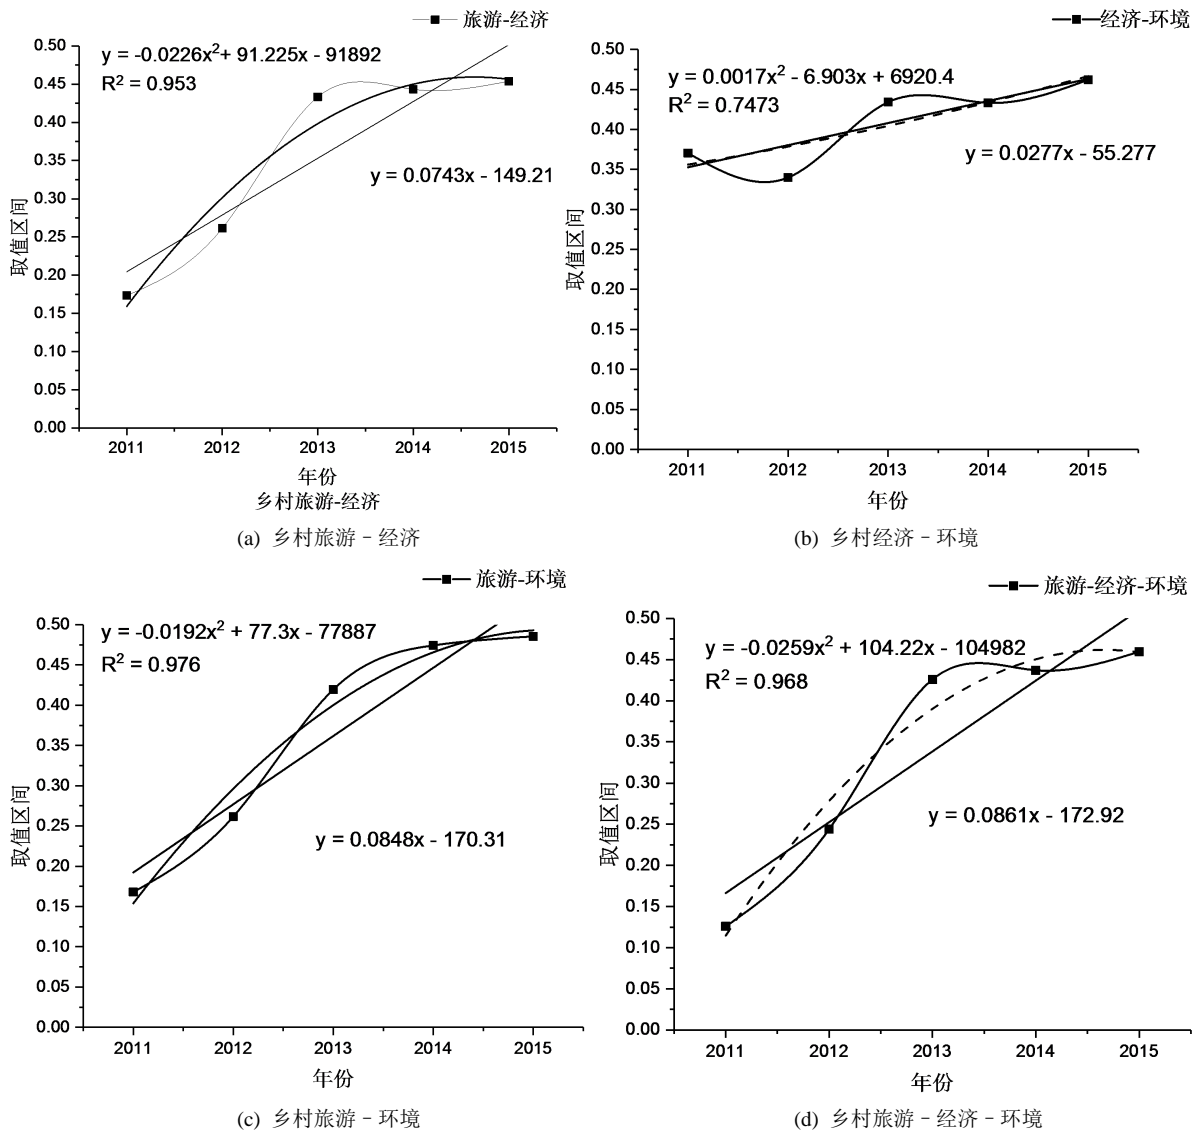 旅游-经济
y = -0.0226x²+ 91.225x - 91892
R² = 0.953
y = 0.0743x - 149.21
取值区间
0.50
0.45
0.40
0.35
0.30
0.25
0.20
0.15
0.10
0.05
0.00
2011 2012 2013 2014 2015
年份
乡村旅游-经济
(a) 乡村旅游 - 经济
经济-环境
y = 0.0017x² - 6.903x + 6920.4
R² = 0.7473
y = 0.0277x - 55.277
取值区间
0.50
0.45
0.40
0.35
0.30
0.25
0.20
0.15
0.10
0.05
0.00
2011 2012 2013 2014 2015
年份
(b) 乡村经济 - 环境
旅游-环境
y = -0.0192x² + 77.3x - 77887
R² = 0.976
y = 0.0848x - 170.31
取值区间
0.50
0.45
0.40
0.35
0.30
0.25
0.20
0.15
0.10
0.05
0.00
2011 2012 2013 2014 2015
年份
(c) 乡村旅游 - 环境
旅游-经济-环境
y = -0.0259x² + 104.22x - 104982
R² = 0.968
y = 0.0861x - 172.92
取值区间
0.50
0.45
0.40
0.35
0.30
0.25
0.20
0.15
0.10
0.05
0.00
2011 2012 2013 2014 2015
年份
(d) 乡村旅游 - 经济 - 环境